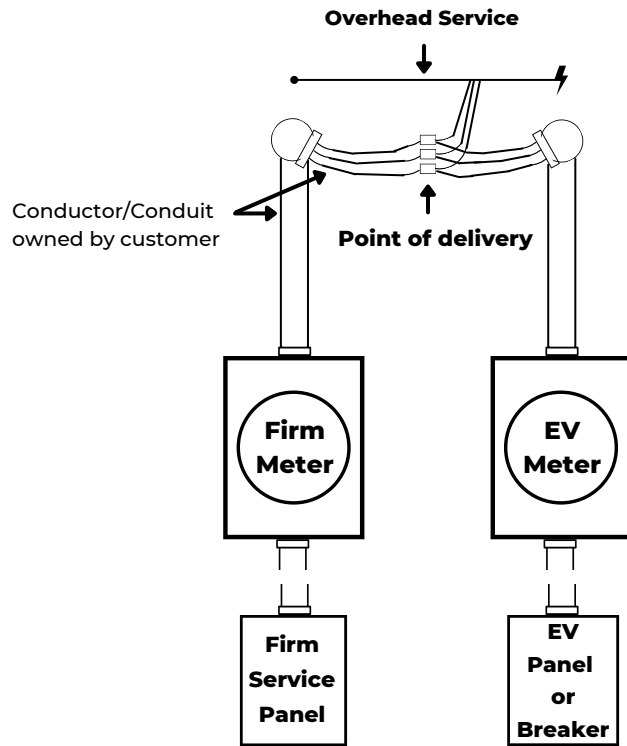 Overhead Service
Conductor/Conduit
owned by customer
Point of delivery
Firm
Meter
EV
Meter
Firm
Service
Panel
EV
Panel
or
Breaker